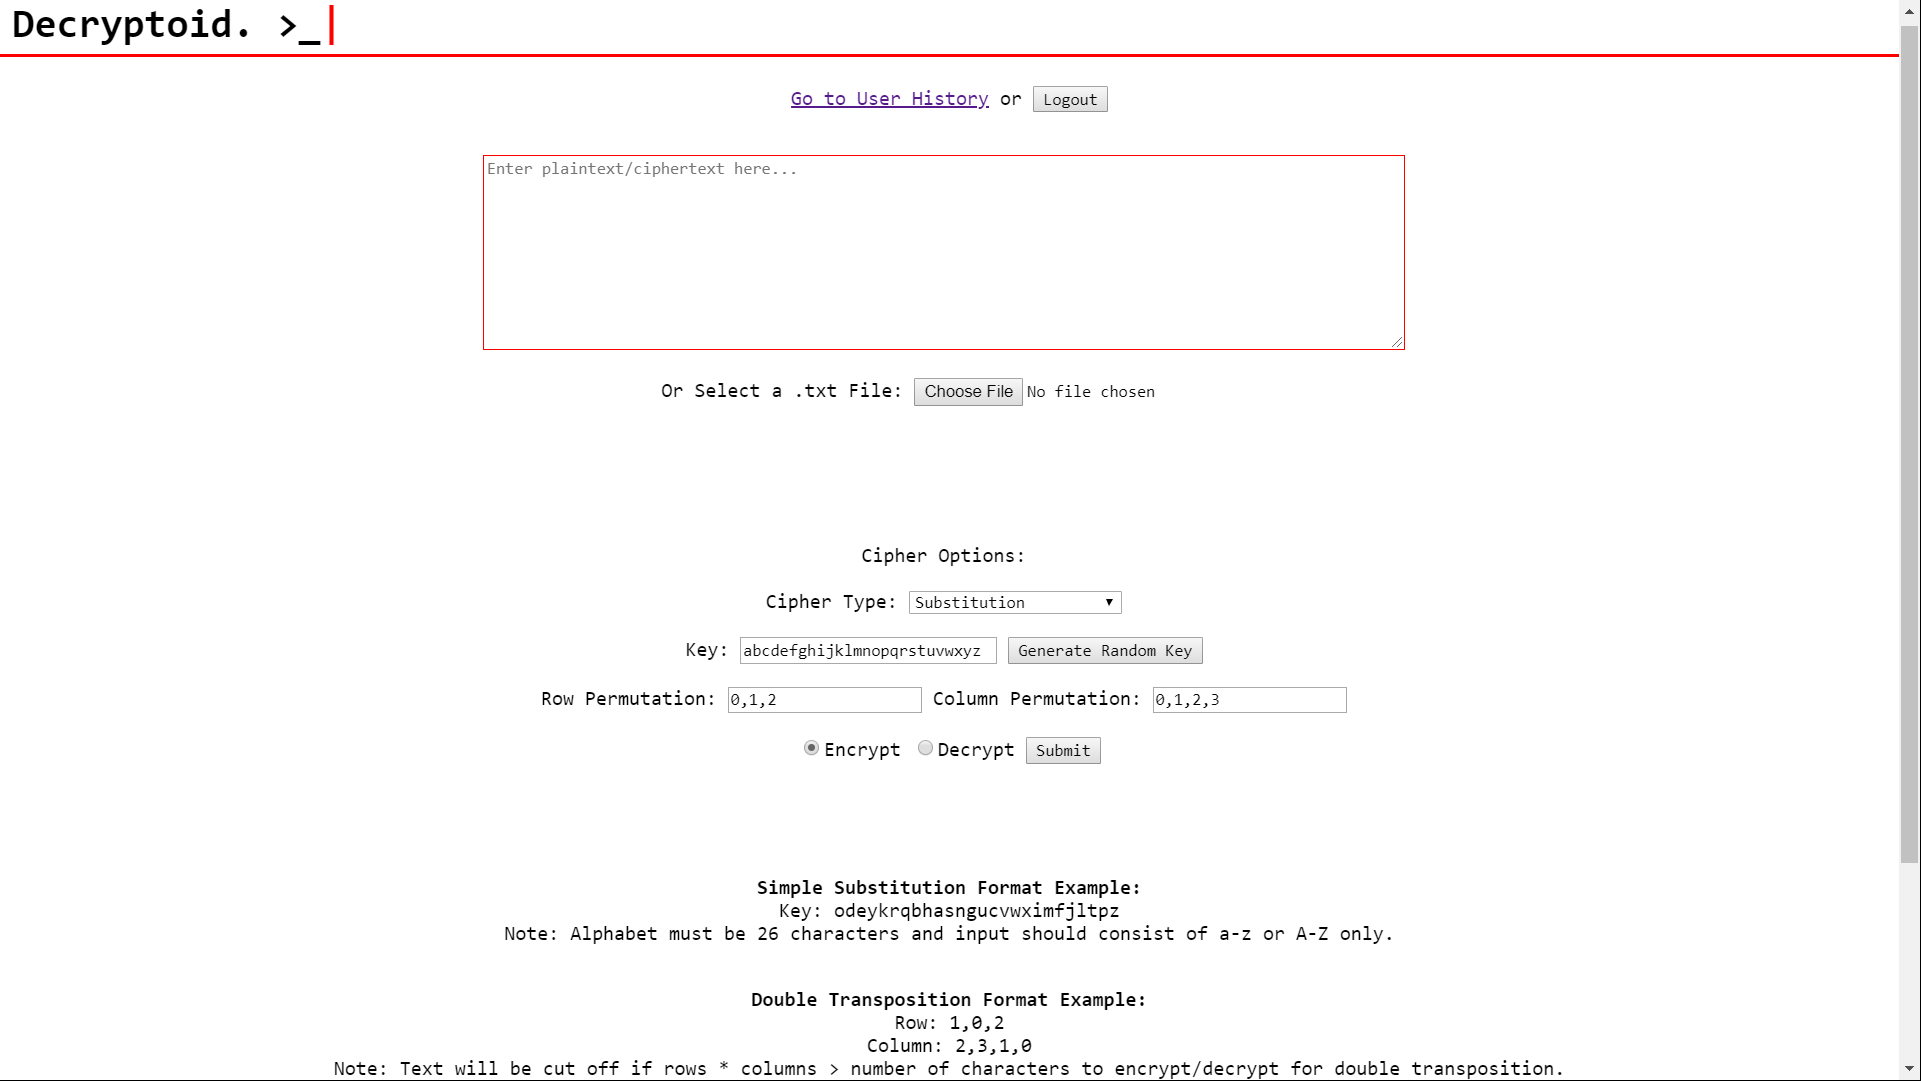 Decryptoid. >_|
Go to User History or Logout
Enter plaintext/ciphertext here...
Or Select a .txt File: Choose File No file chosen
Cipher Options:
Cipher Type: Substitution
Key: abcdefghijklmnopqrstuvwxyz Generate Random Key
Row Permutation: 0,1,2 Column Permutation: 0,1,2,3
Encrypt Decrypt Submit
Simple Substitution Format Example:
Key: odeykrqbhasngucvwximfjltpz
Note: Alphabet must be 26 characters and input should consist of a-z or A-Z only.
Double Transposition Format Example:
Row: 1,0,2
Column: 2,3,1,0
Note: Text will be cut off if rows * columns > number of characters to encrypt/decrypt for double transposition.